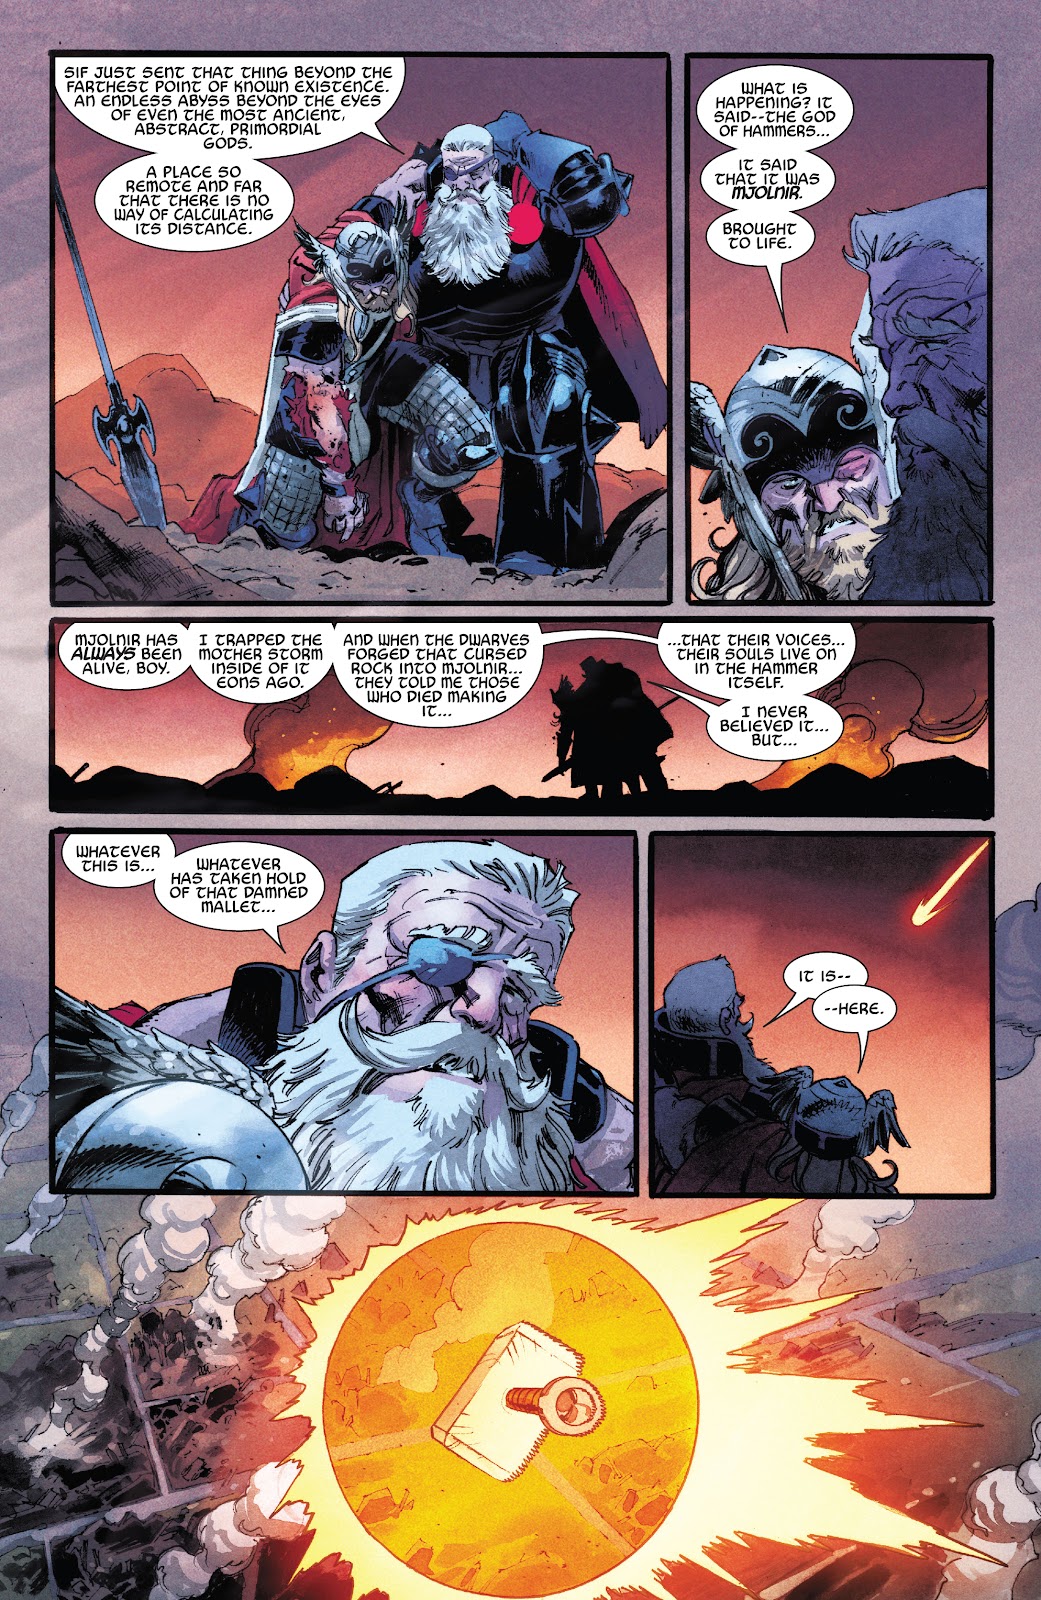 SIF JUST SENT THAT THING BEYOND THE
FARTHEST POINT OF KNOWN EXISTENCE.
AN ENDLESS ABYSS BEYOND THE EYES
OF EVEN THE MOST ANCIENT,
ABSTRACT, PRIMORDIAL
GODS.
A PLACE SO
REMOTE AND FAR
THAT THERE IS NO
WAY OF CALCULATING
ITS DISTANCE.
WHAT IS
HAPPENING? IT
SAID--THE GOD
OF HAMMERS...
IT SAID
THAT IT WAS
MJOLNIR.
BROUGHT
TO LIFE.
MJOLNIR HAS
ALWAYS BEEN
ALIVE, BOY.
I TRAPPED THE
MOTHER STORM
INSIDE OF IT
EONS AGO.
AND WHEN THE DWARVES
FORGED THAT CURSED
ROCK INTO MJOLNIR...
THEY TOLD ME THOSE
WHO DIED MAKING
IT...
...THAT THEIR VOICES...
THEIR SOULS LIVE ON
IN THE HAMMER
ITSELF.
I NEVER
BELIEVED IT...
BUT...
WHATEVER
THIS IS...
WHATEVER
HAS TAKEN HOLD
OF THAT DAMNED
MALLET...
IT IS--
--HERE.